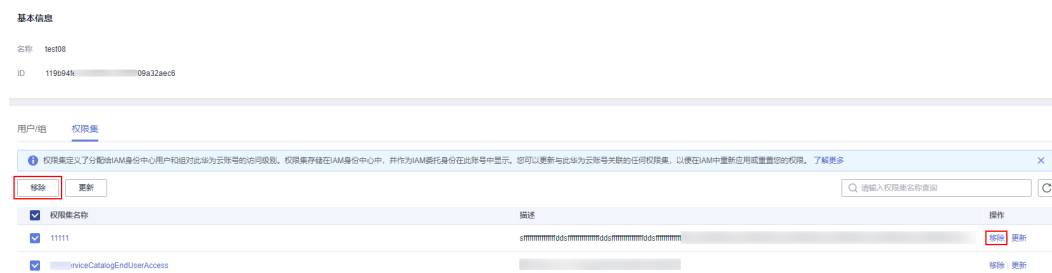 基本信息
名称 test08
ID 119b94fe 09a32aec6
用户/组 权限集
权限集定义了分配给IAM身份中心用户和组对此华为云账号的访问级别。权限集存储在IAM身份中心中，并作为IAM委托身份在此账号中显示。您可以更新与此华为云账号关联的任何权限集，以便在IAM中重新应用或重置您的权限。 了解更多
移除 更新 请输入权限集名称查询
权限集名称 描述 操作
11111 移除 更新
erviceCatalogEndUserAccess 移除 更新